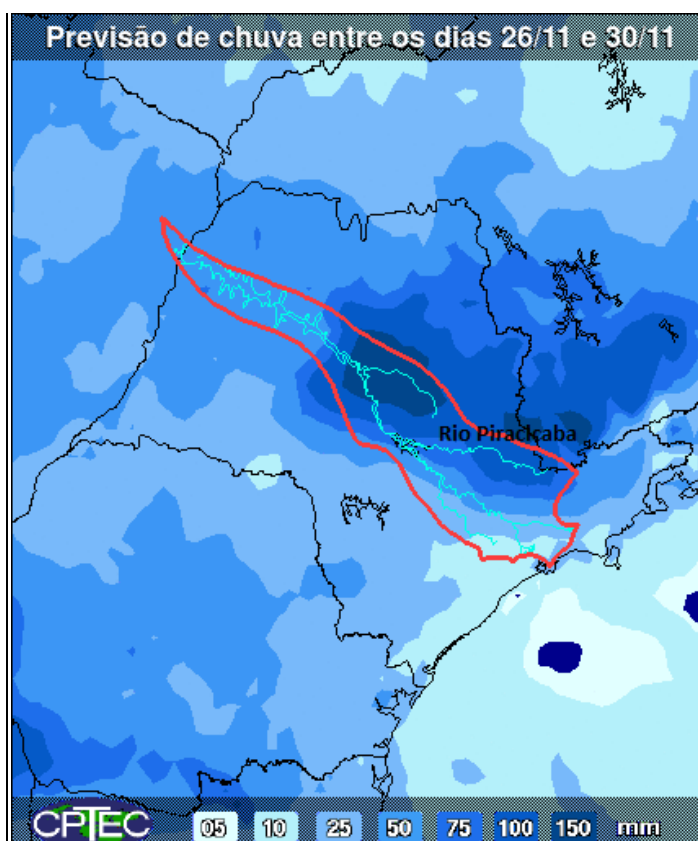 Previsão de chuva entre os dias 26/11 e 30/11
Rio Piracicaba
CPTEC 05 10 25 50 75 100 150 mm